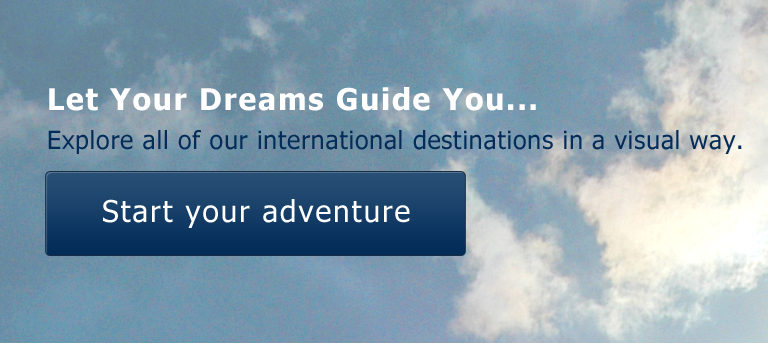 Let Your Dreams Guide You...
Explore all of our international destinations in a visual way.
Start your adventure